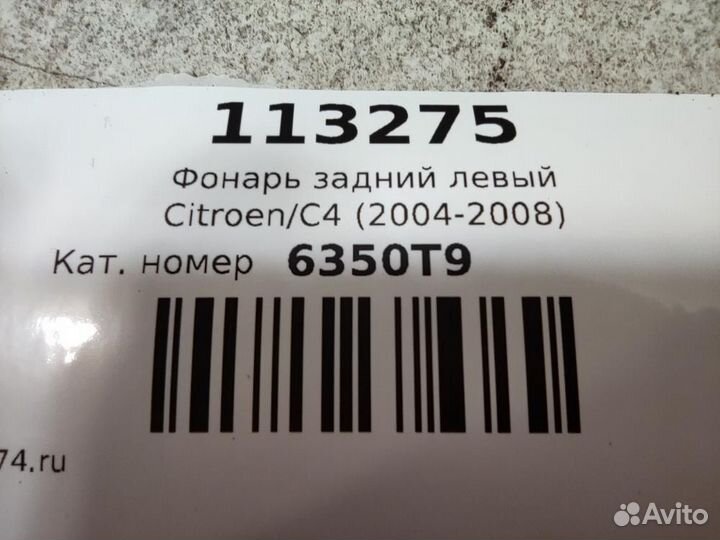 113275
Фонарь задний левый
Citroen/C4 (2004-2008)
Кат. номер 6350T9
74.ru
Avito